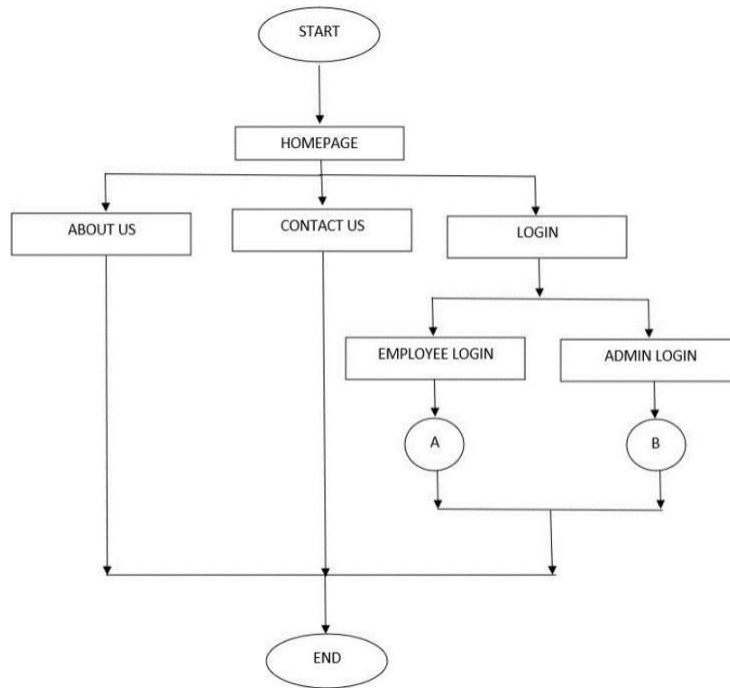 START
HOMEPAGE
ABOUT US
CONTACT US
LOGIN
EMPLOYEE LOGIN
ADMIN LOGIN
A
B
END